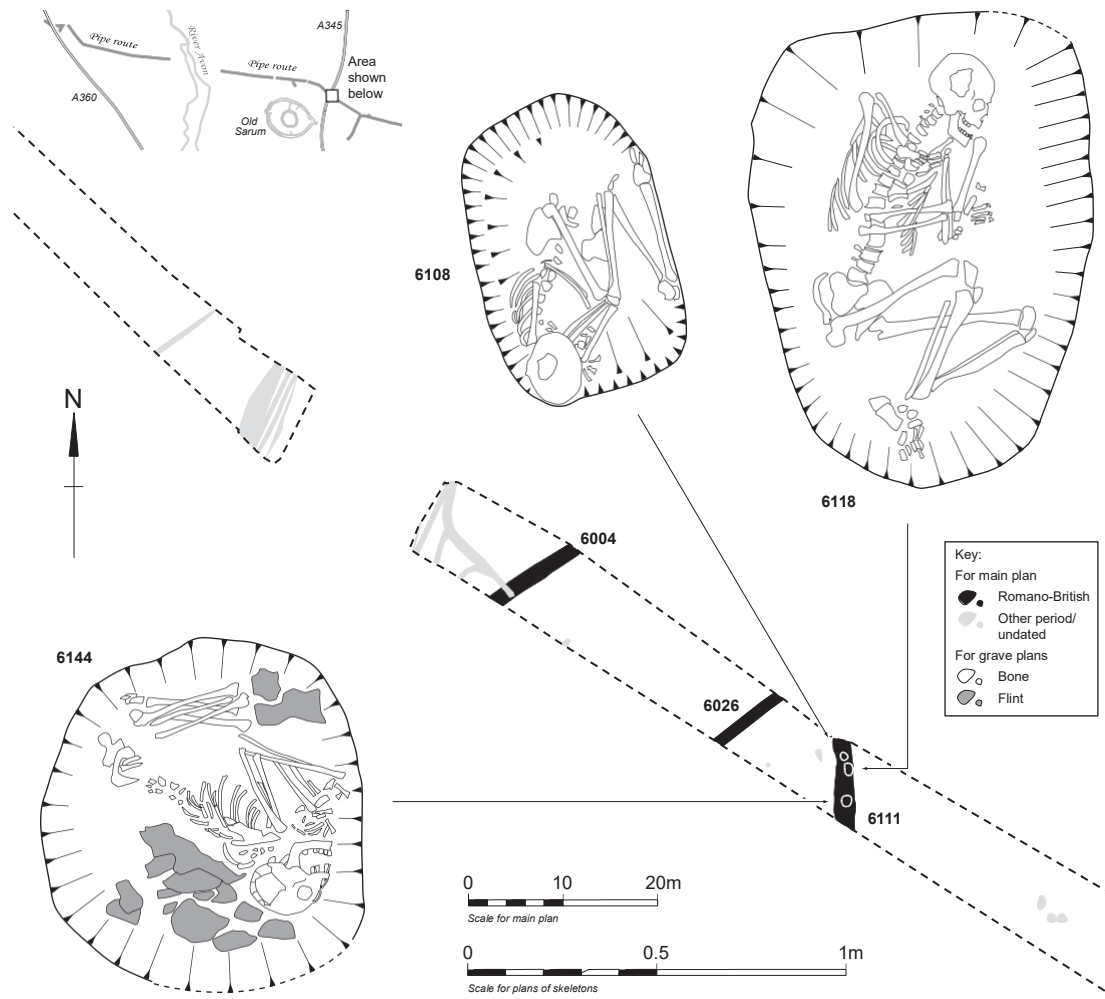 A345
River Avon
Pipe route
Pipe route
Area
shown
below
A360
Old
Sarum
6108
N
6118
6004
Key:
For main plan
Romano-British
Other period/
undated
For grave plans
Bone
Flint
6144
6026
6111
0 10 20m
Scale for main plan
0 0.5 1m
Scale for plans of skeletons